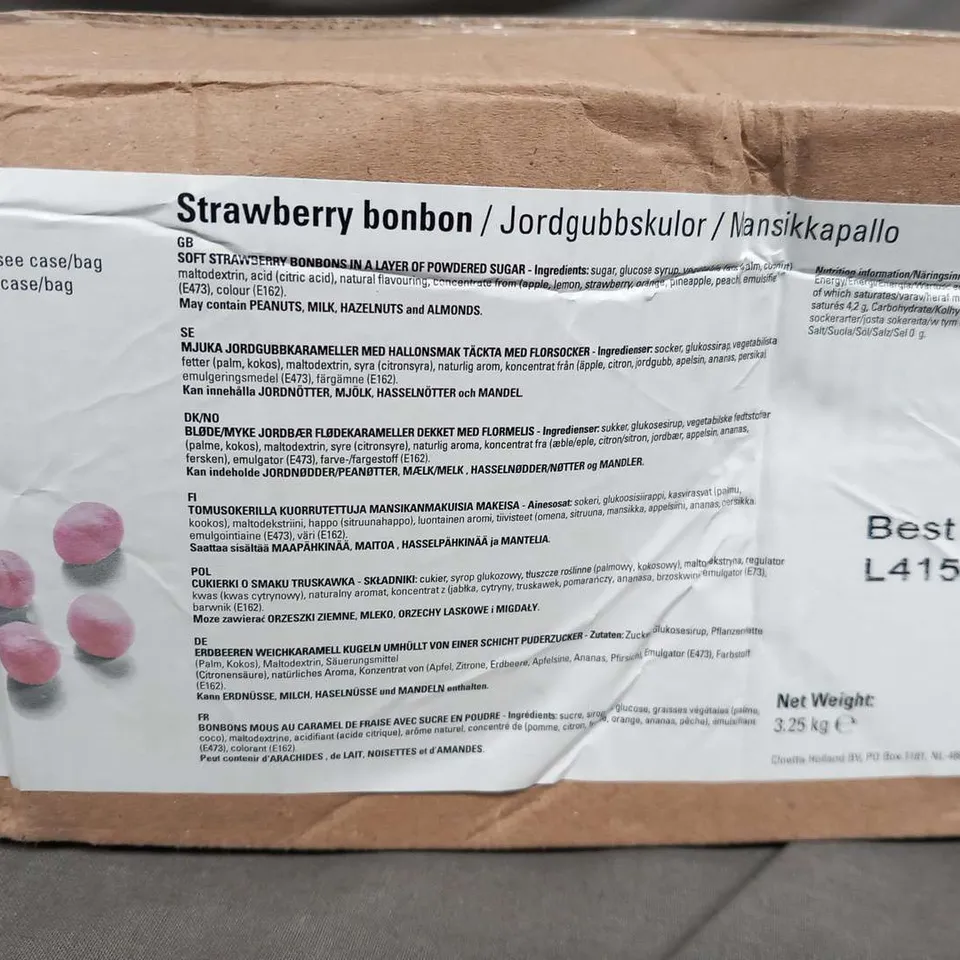 see case/bag
case/bag
Strawberry bonbon / Jordgubbskulor / Mansikkapallo
GB
SOFT STRAWBERRY BONBONS IN A LAYER OF POWDERED SUGAR - Ingredients: sugar, glucose syrup, vegetable fats (palm, coconut)
maltodextrin, acid (citric acid), natural flavouring, concentrate from (apple, lemon, strawberry, orange, pineapple, peach, emulsifier
(E473), colour (E162).
May contain PEANUTS, MILK, HAZELNUTS and ALMONDS.
SE
MJUKA JORDGUBBKARAMELLER MED HALLONSMAK TÄCKTA MED FLORSOCKER - Ingredienser: socker, glukossirap, vegetabiliska
fetter (palm, kokos), maltodextrin, syra (citronsyra), naturlig arom, koncentrat från (äpple, citron, jordgubb, apelsin, ananas, persika)
emulgeringsmedel (E473), färgämne (E162).
Kan innehålla JORDNÖTTER, MJÖLK, HASSELNÖTTER och MANDEL.
DK/NO
BLØDE/MYKE JORDBÆR FLØDEKARAMELLER DEKKET MED FLORMELIS - Ingredienser: sukker, glukosesirup, vegetabilske fedtstoffer
(palme, kokos), maltodextrin, syre (citronsyre), naturlig aroma, koncentrat fra (æble/eple, citron/sitron, jordbær, appelsin, ananas,
fersken), emulgator (E473), farve-/fargestoff (E162).
Kan indeholde JORDNØDDER/PEANØTTER, MÆLK/MELK , HASSELNØDDER/NØTTER og MANDLER.
FI
TOMUSOKERILLA KUORRUTETTUJA MANSIKANMAKUISIA MAKEISA - Ainesosat: sokeri, glukoosisiirappi, kasvirasvat (palmu,
kookos), maltodekstriini, happo (sitruunahappo), luontainen aromi, tiivisteet (omena, sitruuna, mansikka, appelsiini, ananas, persikka.
emulgointiaine (E473), väri (E162).
Saattaa sisältää MAAPÄHKINÄÄ, MAITOA , HASSELPÄHKINÄÄ ja MANTELIA.
POL
CUKIERKI O SMAKU TRUSKAWKA - SKŁADNIKI: cukier, syrop glukozowy, tłuszcze roślinne (palmowy, kokosowy), maltodekstryna, regulator
kwas (kwas cytrynowy), naturalny aromat, koncentrat z (jabłka, cytryny, truskawek, pomarańczy, ananasa, brzoskwini emulgator (E73),
barwnik (E162).
Moze zawierać ORZESZKI ZIEMNE, MLEKO, ORZECHY LASKOWE i MIGDAŁY.
DE
ERDBEEREN WEICHKARAMELL KUGELN UMHÜLLT VON EINER SCHICHT PUDERZUCKER - Zutaten: Zucker Glukosesirup, Pflanzenfette
(Palm, Kokos), Maltodextrin, Säuerungsmittel
(Citronensäure), natürliches Aroma, Konzentrat von (Apfel, Zitrone, Erdbeere, Apfelsine, Ananas, Pfirsich), Emulgator (E473), Farbstoff
(E162).
Kann ERDNÜSSE, MILCH, HASELNÜSSE und MANDELN enthalten.
FR
BONBONS MOUS AU CARAMEL DE FRAISE AVEC SUCRE EN POUDRE - Ingrédients: sucre, sirop glucose, graisses végétales (palme,
coco), maltodextrine, acidifiant (acide citrique), arôme naturel, concentré de (pomme, citron, orange, ananas, pêche), émulsifiant
(E473), colorant (E162).
Peut contenir d'ARACHIDES , de LAIT, NOISETTES et d'AMANDES.
Nutrition information/Näringsinn
of which saturates/varav/heraf m
saturés 4,2 g, Carbohydrate/Kolhy
sockerarter/josta sokereita/w tym
Salt/Suola/Sól/Salz/Sel 0 g.
Best
L415
Net Weight:
3.25 kg e
Cloetta Holland BV, PO Box NL-48